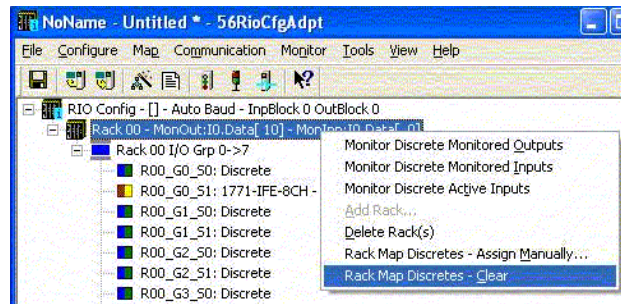 NoName - Untitled * - 56RioCfgAdpt
File Configure Map Communication Monitor Tools View Help
RIO Config - [] - Auto Baud - InpBlock 0 OutBlock 0
Rack 00 - MonOut:I0.Data[ 10] - MonInp:I0.Data[ 0]
Rack 00 I/O Grp 0->7
R00_G0_S0: Discrete
R00_G0_S1: 1771-IFE-8CH -
R00_G1_S0: Discrete
R00_G1_S1: Discrete
R00_G2_S0: Discrete
R00_G2_S1: Discrete
R00_G3_S0: Discrete
Monitor Discrete Monitored Outputs
Monitor Discrete Monitored Inputs
Monitor Discrete Active Inputs
Add Rack...
Delete Rack(s)
Rack Map Discretes - Assign Manually...
Rack Map Discretes - Clear